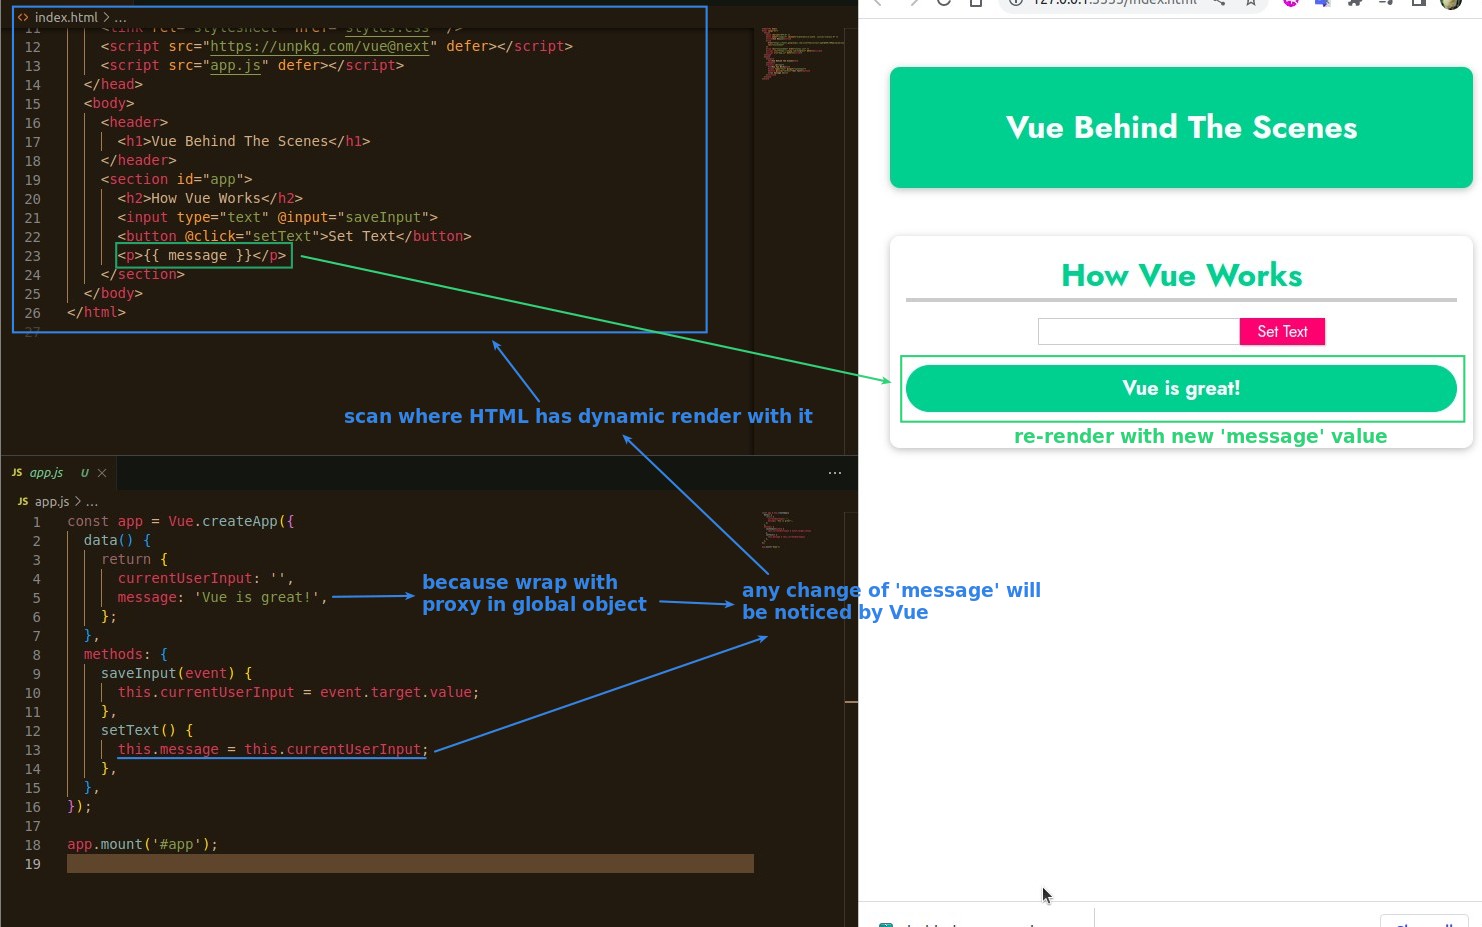 index.html > ...
127.0.0.1:5555/index.html
11 <link rel="stylesheet" href="styles.css" />
12 <script src="https://unpkg.com/vue@next" defer></script>
13 <script src="app.js" defer></script>
14 </head>
15 <body>
16 <header>
17 <h1>Vue Behind The Scenes</h1>
18 </header>
19 <section id="app">
20 <h2>How Vue Works</h2>
21 <input type="text" @input="saveInput">
22 <button @click="setText">Set Text</button>
23 <p>{{ message }}</p>
24 </section>
25 </body>
26 </html>
27
scan where HTML has dynamic render with it
Vue Behind The Scenes
How Vue Works
Set Text
Vue is great!
re-render with new 'message' value
JS app.js U
JS app.js > ...
1 const app = Vue.createApp({
2 data() {
3 return {
4 currentUserInput: '',
5 message: 'Vue is great!',
6 };
7 },
8 methods: {
9 saveInput(event) {
10 this.currentUserInput = event.target.value;
11 },
12 setText() {
13 this.message = this.currentUserInput;
14 },
15 },
16 });
17
18 app.mount('#app');
19
because wrap with
proxy in global object
any change of 'message' will
be noticed by Vue